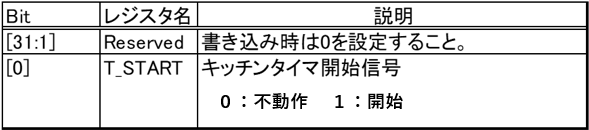 Bit レジスタ名 説明
[31:1] Reserved 書き込み時は0を設定すること。
[0] T_START キッチンタイマ開始信号
0：不動作　1：開始